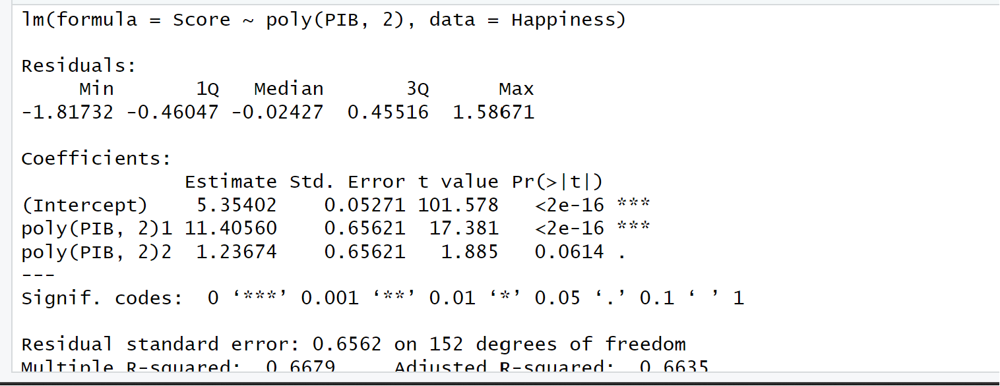 lm(formula = Score ~ poly(PIB, 2), data = Happiness)
Residuals:
     Min       1Q   Median       3Q      Max
-1.81732 -0.46047 -0.02427  0.45516  1.58671
Coefficients:
              Estimate Std. Error t value Pr(>|t|)
(Intercept)    5.35402    0.05271 101.578   <2e-16 ***
poly(PIB, 2)1 11.40560    0.65621  17.381   <2e-16 ***
poly(PIB, 2)2  1.23674    0.65621   1.885   0.0614 .
---
Signif. codes:  0 ‘***’ 0.001 ‘**’ 0.01 ‘*’ 0.05 ‘.’ 0.1 ‘ ’ 1
Residual standard error: 0.6562 on 152 degrees of freedom
Multiple R-squared:  0.6679     Adjusted R-squared:  0.6635